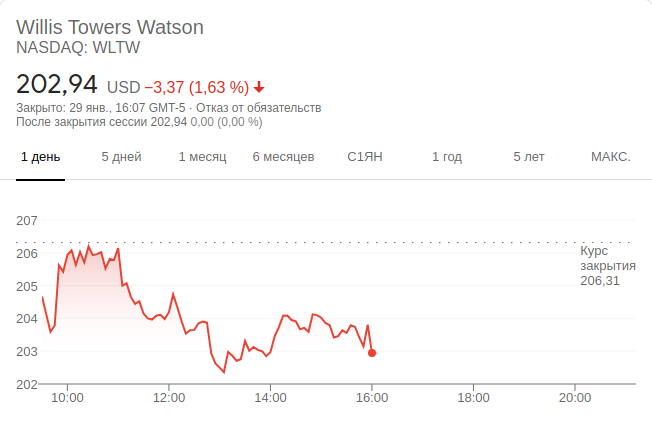 Willis Towers Watson
NASDAQ: WLTW
202,94 USD −3,37 (1,63 %)
Закрыто: 29 янв., 16:07 GMT-5 · Отказ от обязательств
После закрытия сессии 202,94 0,00 (0,00 %)
1 день 5 дней 1 месяц 6 месяцев С1ЯН 1 год 5 лет МАКС.
207
206
205
204
203
202
Курс
закрытия
206,31
10:00 12:00 14:00 16:00 18:00 20:00